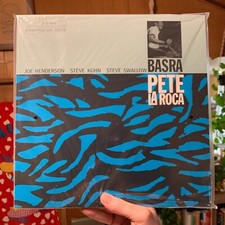 JOE HENDERSON STEVE KUHN STEVE SWALLOW
BASRA
PETE
LA ROCA